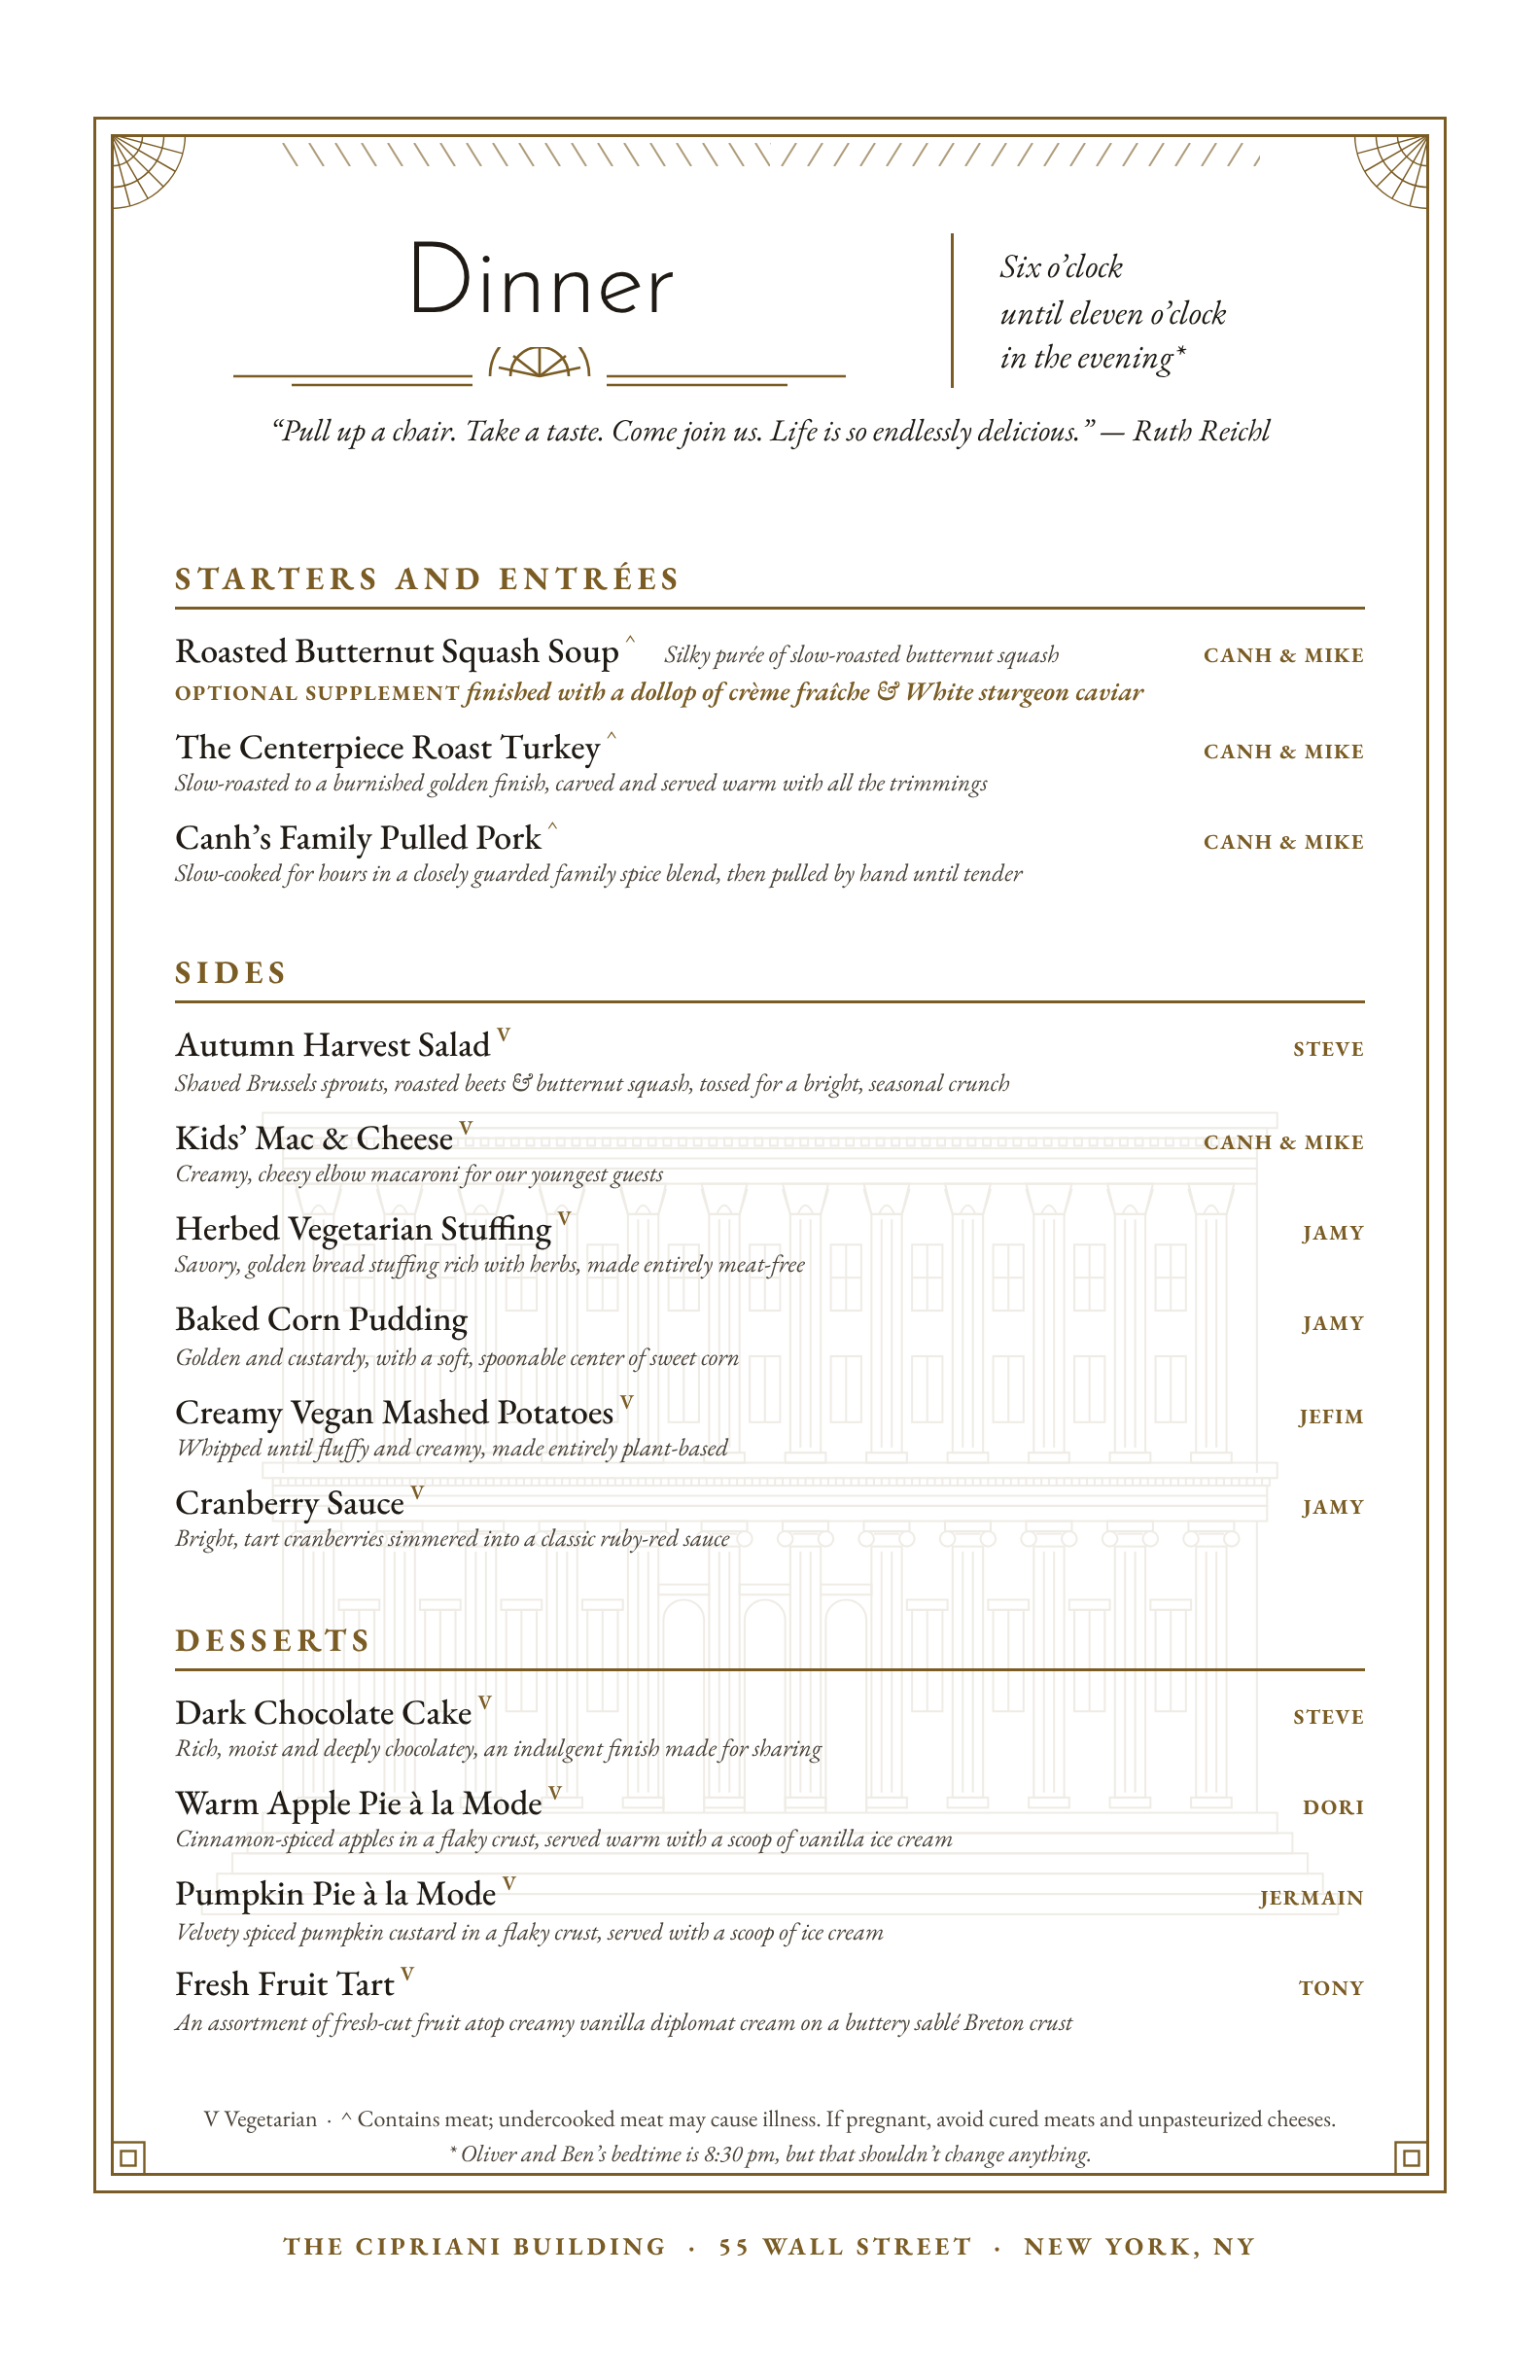 Dinner
Six o’clock
until eleven o’clock
in the evening*
“Pull up a chair. Take a taste. Come join us. Life is so endlessly delicious.” — Ruth Reichl
STARTERS AND ENTRÉES
Roasted Butternut Squash Soup ^ Silky purée of slow-roasted butternut squash CANH & MIKE
OPTIONAL SUPPLEMENT finished with a dollop of crème fraîche & White sturgeon caviar
The Centerpiece Roast Turkey ^ CANH & MIKE
Slow-roasted to a burnished golden finish, carved and served warm with all the trimmings
Canh’s Family Pulled Pork ^ CANH & MIKE
Slow-cooked for hours in a closely guarded family spice blend, then pulled by hand until tender
SIDES
Autumn Harvest Salad V STEVE
Shaved Brussels sprouts, roasted beets & butternut squash, tossed for a bright, seasonal crunch
Kids’ Mac & Cheese V CANH & MIKE
Creamy, cheesy elbow macaroni for our youngest guests
Herbed Vegetarian Stuffing V JAMY
Savory, golden bread stuffing rich with herbs, made entirely meat-free
Baked Corn Pudding JAMY
Golden and custardy, with a soft, spoonable center of sweet corn
Creamy Vegan Mashed Potatoes V JEFIM
Whipped until fluffy and creamy, made entirely plant-based
Cranberry Sauce V JAMY
Bright, tart cranberries simmered into a classic ruby-red sauce
DESSERTS
Dark Chocolate Cake V STEVE
Rich, moist and deeply chocolatey, an indulgent finish made for sharing
Warm Apple Pie à la Mode V DORI
Cinnamon-spiced apples in a flaky crust, served warm with a scoop of vanilla ice cream
Pumpkin Pie à la Mode V JERMAIN
Velvety spiced pumpkin custard in a flaky crust, served with a scoop of ice cream
Fresh Fruit Tart V TONY
An assortment of fresh-cut fruit atop creamy vanilla diplomat cream on a buttery sablé Breton crust
V Vegetarian · ^ Contains meat; undercooked meat may cause illness. If pregnant, avoid cured meats and unpasteurized cheeses.
* Oliver and Ben’s bedtime is 8:30 pm, but that shouldn’t change anything.
THE CIPRIANI BUILDING · 55 WALL STREET · NEW YORK, NY